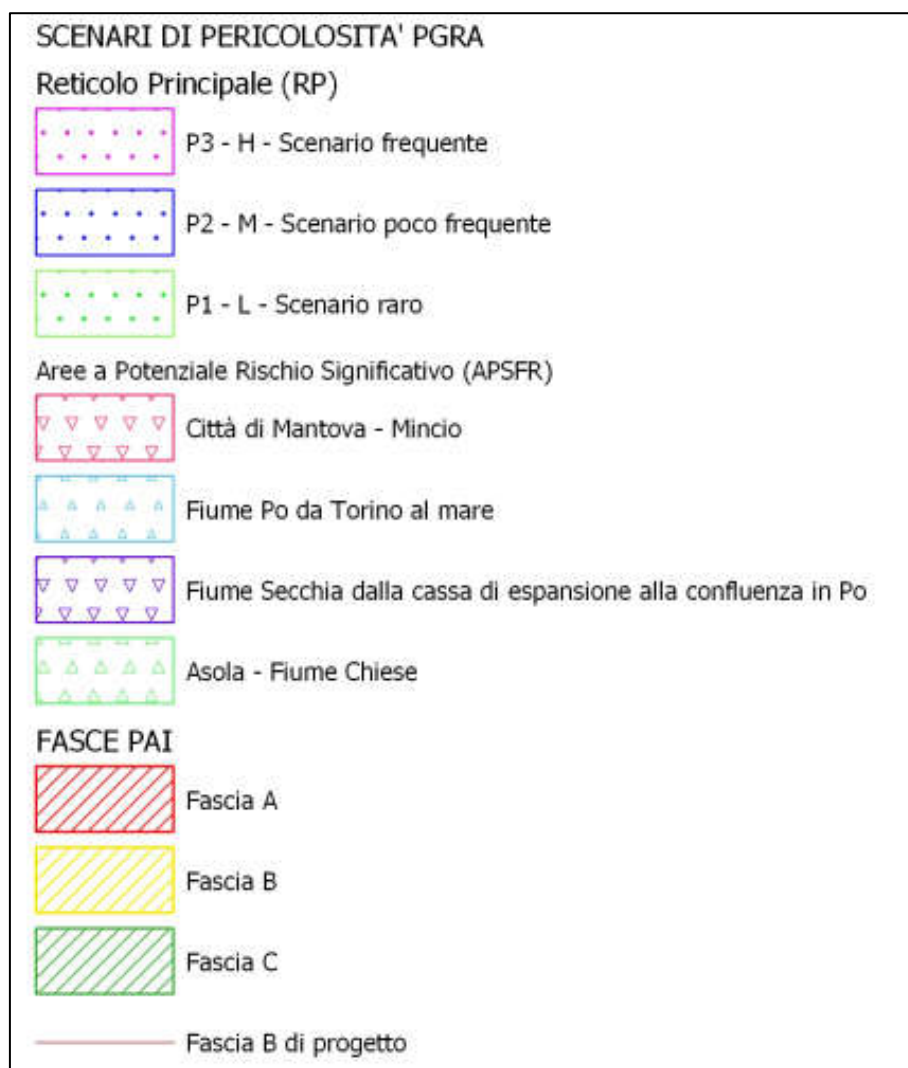 SCENARI DI PERICOLOSITA' PGRA
Reticolo Principale (RP)
P3 - H - Scenario frequente
P2 - M - Scenario poco frequente
P1 - L - Scenario raro
Aree a Potenziale Rischio Significativo (APSFR)
Città di Mantova - Mincio
Fiume Po da Torino al mare
Fiume Secchia dalla cassa di espansione alla confluenza in Po
Asola - Fiume Chiese
FASCE PAI
Fascia A
Fascia B
Fascia C
Fascia B di progetto